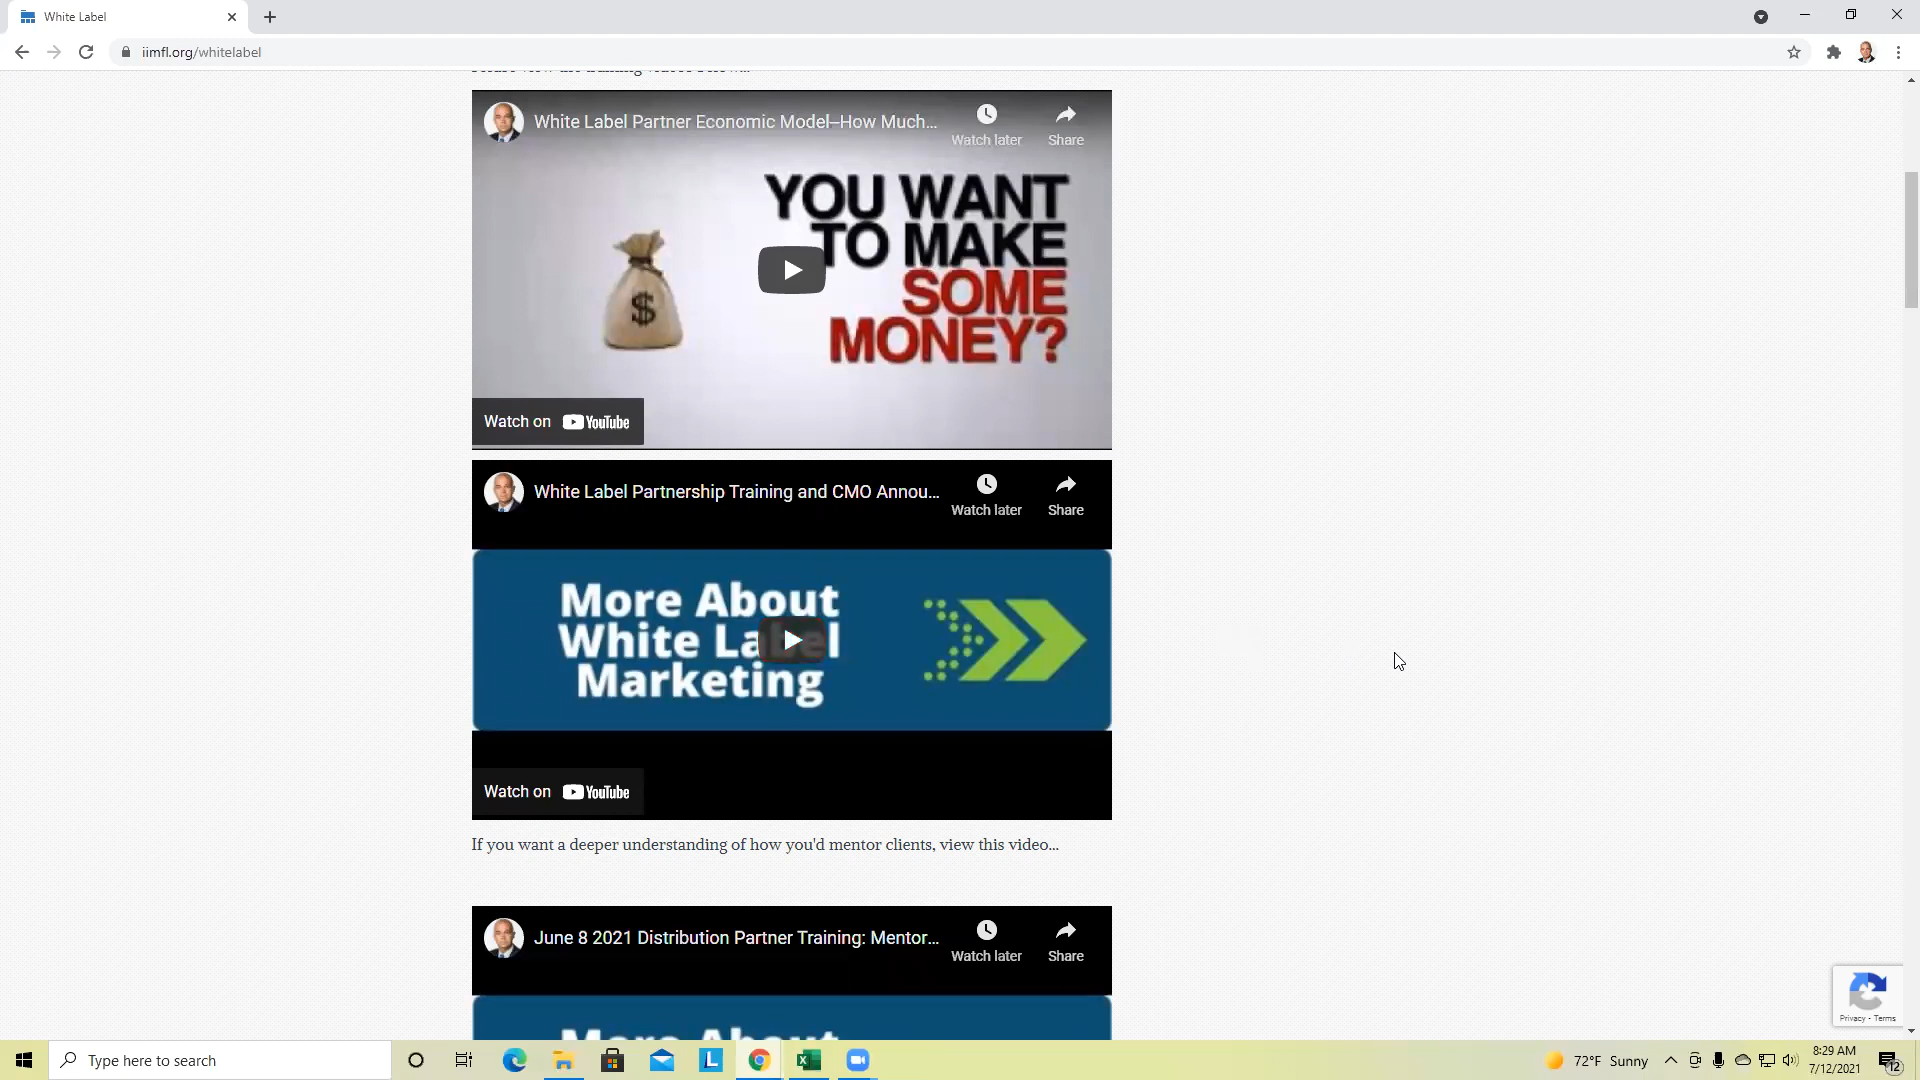 White Label
iimfl.org/whitelabel
White Label Partner Economic Model–How Much...
Watch later
Share
YOU WANT
TO MAKE
SOME
MONEY?
$
Watch on YouTube
White Label Partnership Training and CMO Annou...
Watch later
Share
More About
White Label
Marketing
Watch on YouTube
If you want a deeper understanding of how you'd mentor clients, view this video...
June 8 2021 Distribution Partner Training: Mentor...
Watch later
Share
More About
Privacy - Terms
Type here to search
72°F Sunny
8:29 AM
7/12/2021
12